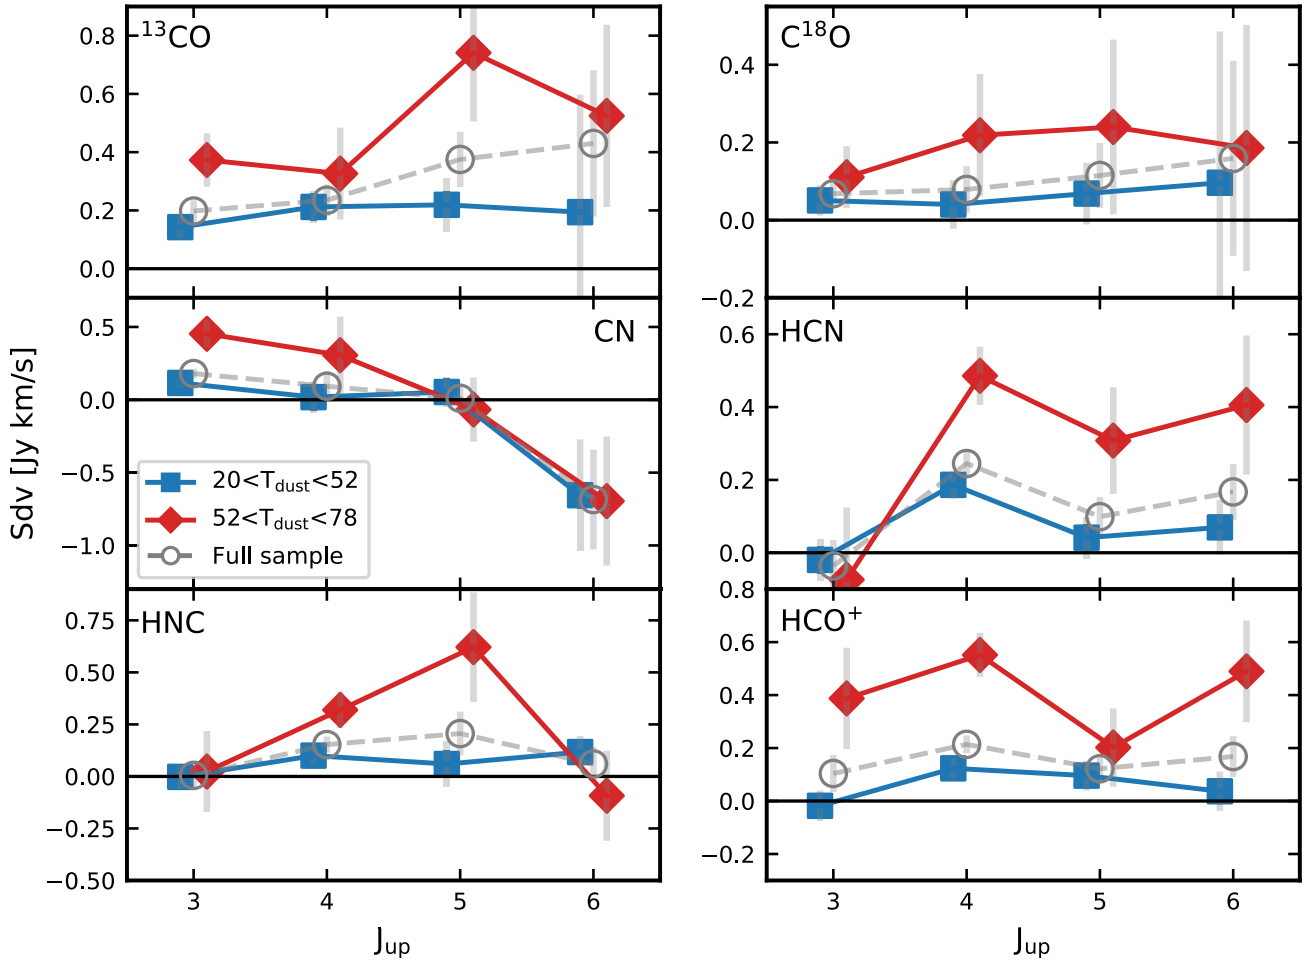 ¹³CO
0.8
0.6
0.4
0.2
0.0
C¹⁸O
0.4
0.2
0.0
−0.2
Sdv [Jy km/s]
CN
0.5
0.0
−0.5
−1.0
20<T_dust<52
52<T_dust<78
Full sample
HCN
0.6
0.4
0.2
0.0
HNC
0.75
0.50
0.25
0.00
−0.25
−0.50
3 4 5 6
J_up
HCO⁺
0.8
0.6
0.4
0.2
0.0
−0.2
3 4 5 6
J_up